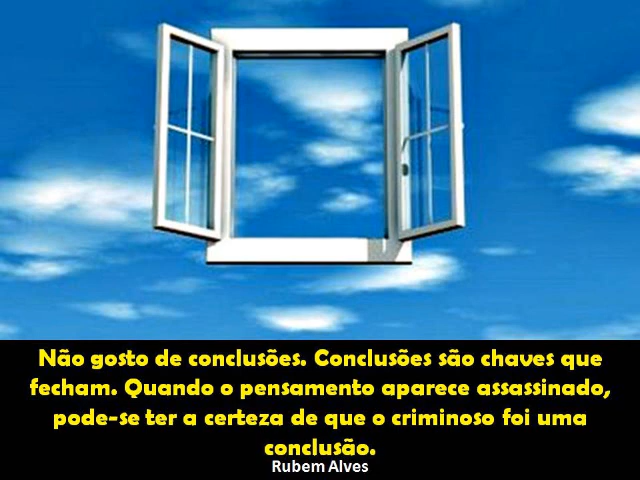 Não gosto de conclusões. Conclusões são chaves que
fecham. Quando o pensamento aparece assassinado,
pode-se ter a certeza de que o criminoso foi uma
conclusão.
Rubem Alves